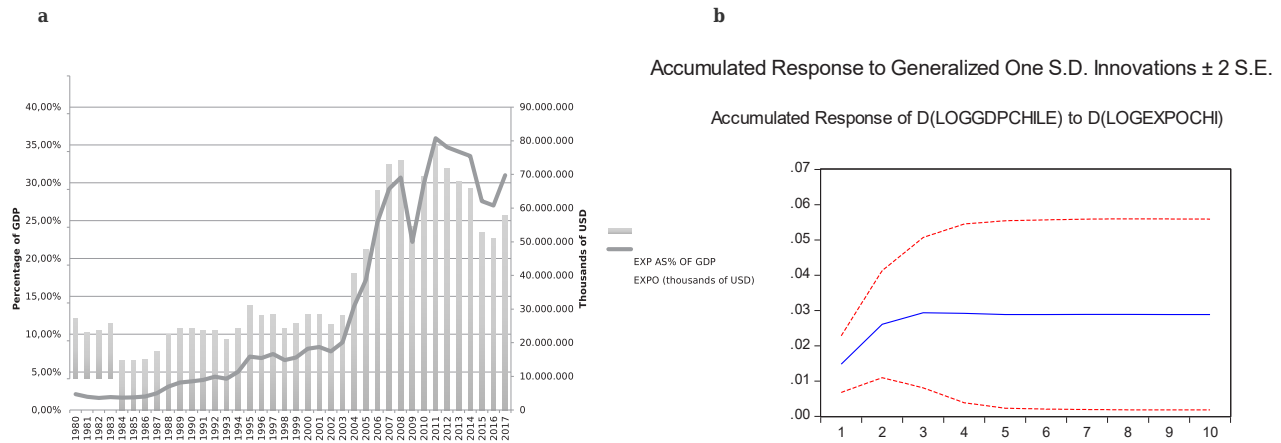 a
40,00%
35,00%
30,00%
25,00%
20,00%
15,00%
10,00%
5,00%
0,00%
Percentage of GDP
90.000.000
80.000.000
70.000.000
60.000.000
50.000.000
40.000.000
30.000.000
20.000.000
10.000.000
0
Thousands of USD
1980 1981 1982 1983 1984 1985 1986 1987 1988 1989 1990 1991 1992 1993 1994 1995 1996 1997 1998 1999 2000 2001 2002 2003 2004 2005 2006 2007 2008 2009 2010 2011 2012 2013 2014 2015 2016 2017
EXP AS% OF GDP
EXPO (thousands of USD)
b
Accumulated Response to Generalized One S.D. Innovations ± 2 S.E.
Accumulated Response of D(LOGGDPCHILE) to D(LOGEXPOCHI)
.07
.05
.04
.03
.02
.01
.00
1 2 3 4 5 6 7 8 9 10